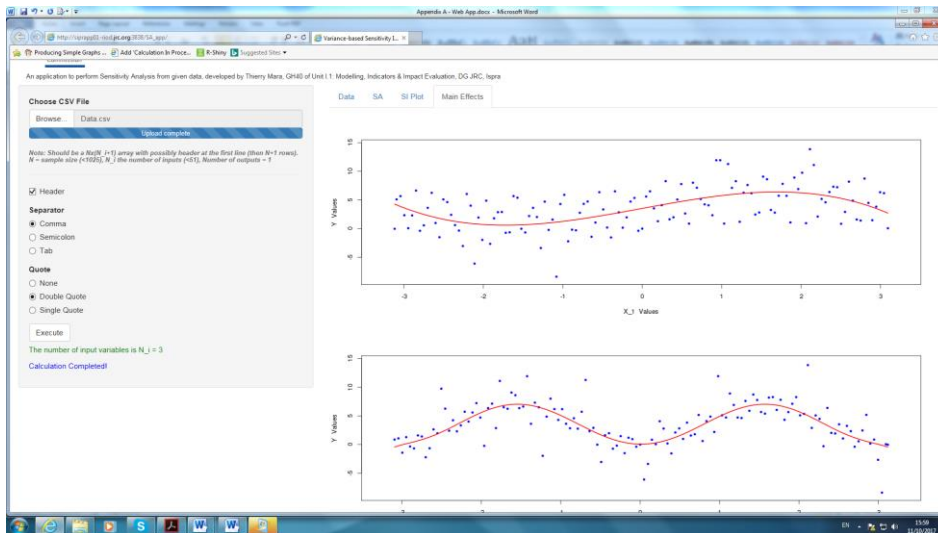 Appendix A - Web App.docx - Microsoft Word
Variance-based Sensitivity I...
Producing Simple Graphs ...
Add 'Calculation In Proce...
R-Shiny
Suggested Sites
An application to perform Sensitivity Analysis from given data, developed by Thierry Mara, GH40 of Unit I.1: Modelling, Indicators & Impact Evaluation, DG JRC, Ispra
Choose CSV File
Browse...
Data.csv
Upload complete
Note: Should be a Nx(N_i+1) array with possibly header at the first line (then N+1 rows).
N = sample size (<1025), N_i the number of inputs (<51), Number of outputs = 1
Header
Separator
Comma
Semicolon
Tab
Quote
None
Double Quote
Single Quote
Execute
The number of input variables is N_i = 3
Calculation Completed!
Data
SA
SI Plot
Main Effects
15
10
5
0
-5
Y Values
-3
-2
-1
0
1
2
3
X_1 Values
15
10
5
0
-5
Y Values
EN
15:59
11/10/2017